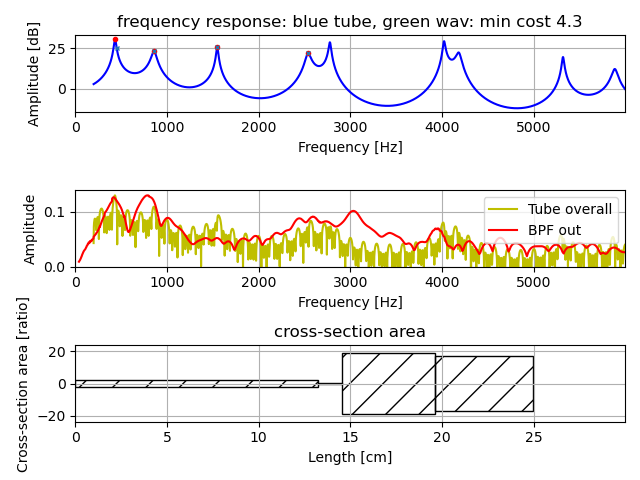 frequency response: blue tube, green wav: min cost 4.3
Amplitude [dB]
25
0
0 1000 2000 3000 4000 5000
Frequency [Hz]
Amplitude
0.1
0.0
Tube overall
BPF out
0 1000 2000 3000 4000 5000
Frequency [Hz]
cross-section area
Cross-section area [ratio]
20
0
−20
0 5 10 15 20 25
Length [cm]